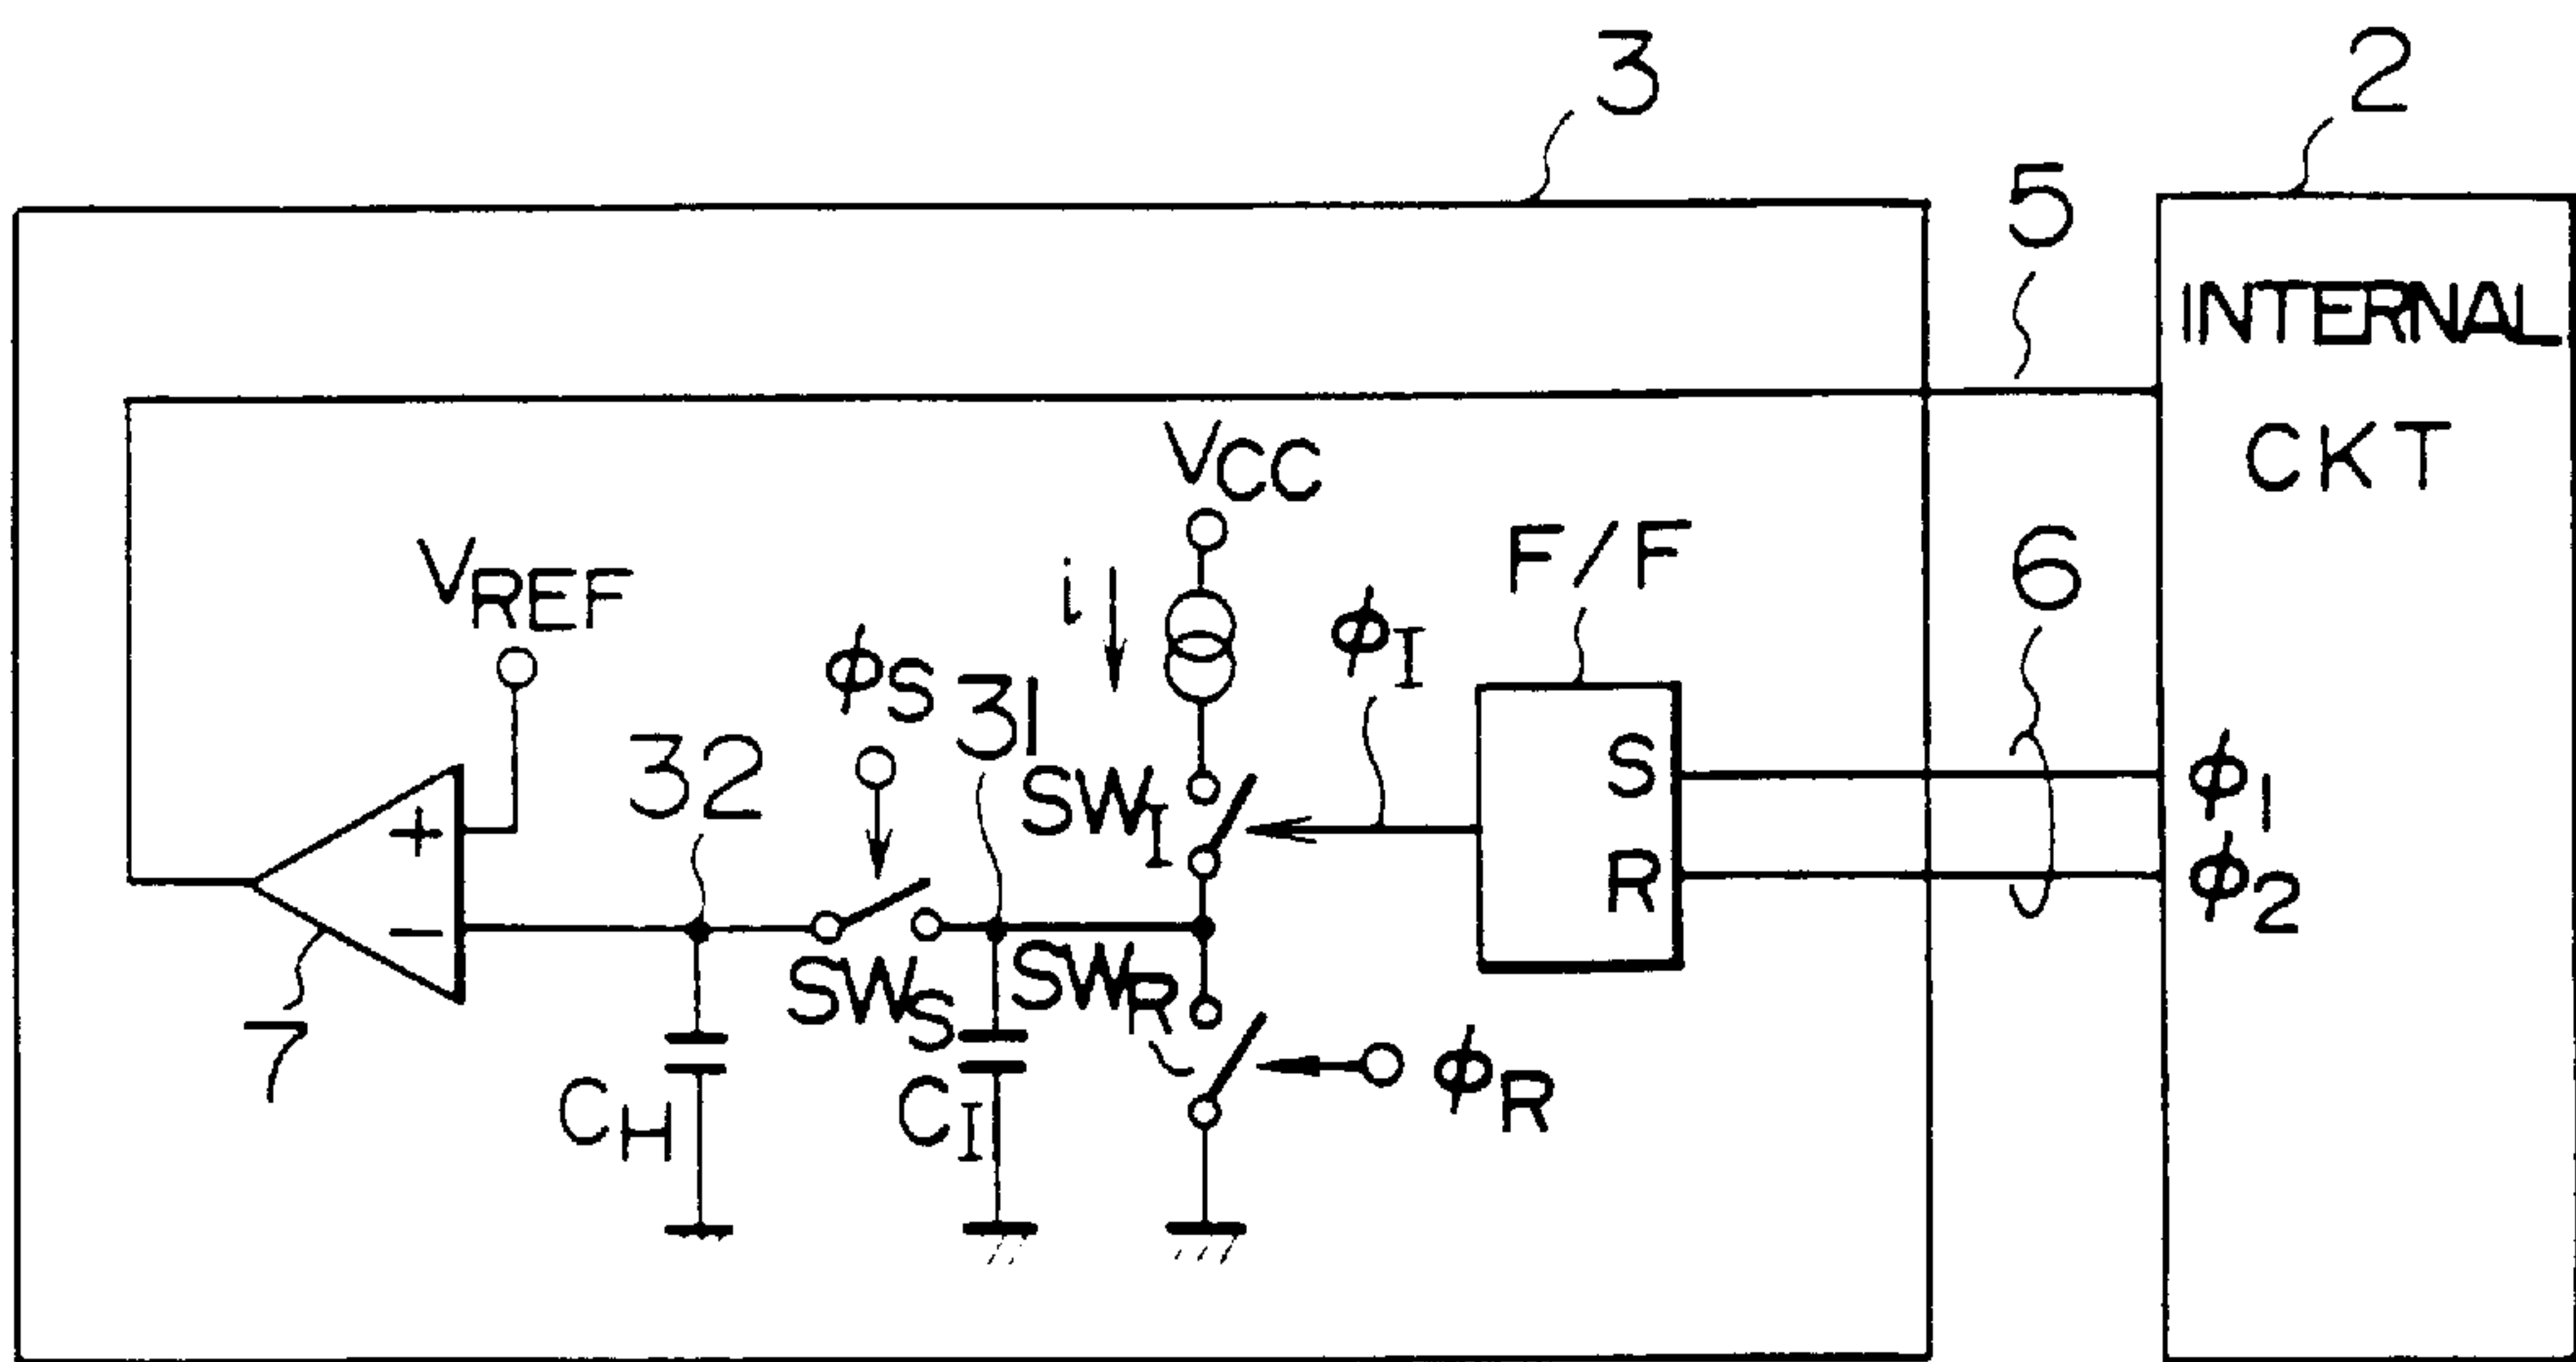 3
2
5
INTERNAL
CKT
VCC
VREF
i
F/F
6
ϕI
ϕS
31
32
SWI
S
R
ϕ1
ϕ2
+
−
SWS
SWR
7
CH
CI
ϕR